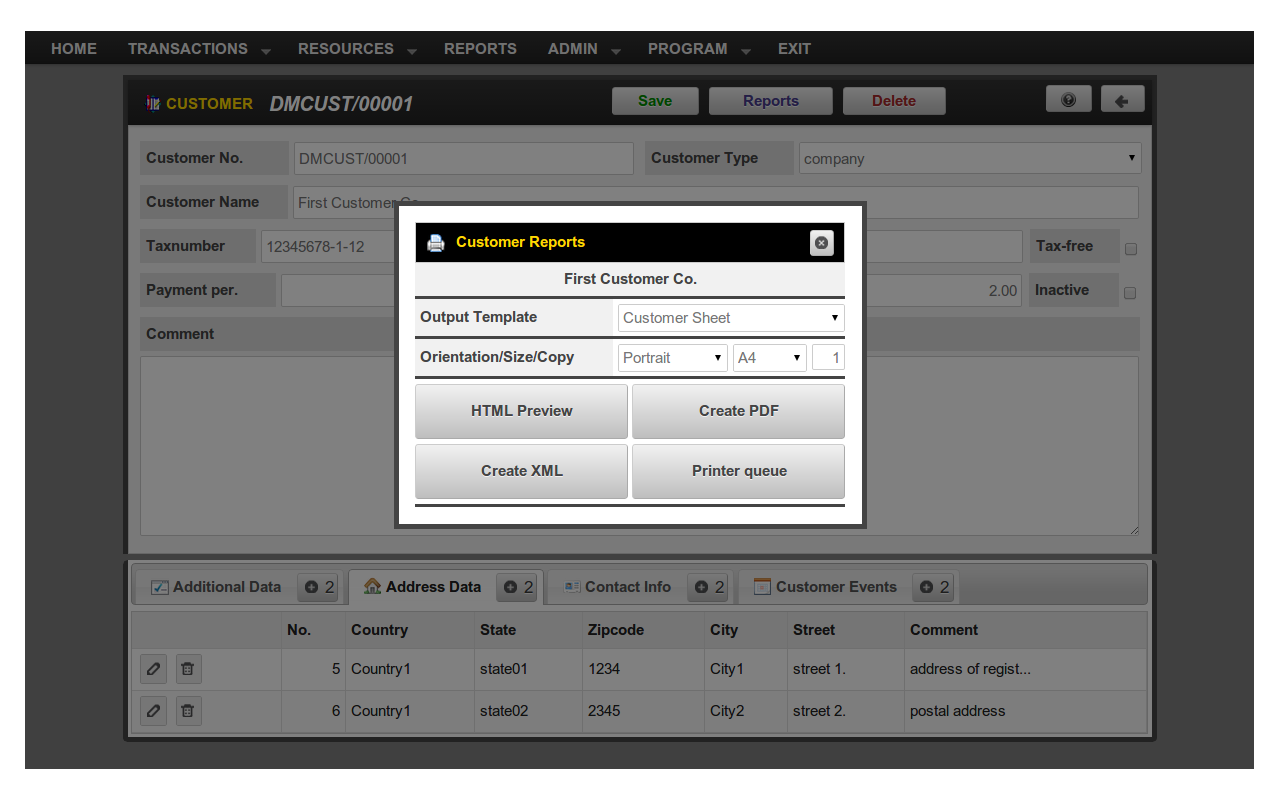 HOME TRANSACTIONS RESOURCES REPORTS ADMIN PROGRAM EXIT
CUSTOMER DMCUST/00001 Save Reports Delete
Customer No. DMCUST/00001 Customer Type company
Customer Name First Customer Co.
Taxnumber 12345678-1-12 Tax-free
Payment per. 2.00 Inactive
Comment
Customer Reports
First Customer Co.
Output Template Customer Sheet
Orientation/Size/Copy Portrait A4 1
HTML Preview Create PDF
Create XML Printer queue
Additional Data 2 Address Data 2 Contact Info 2 Customer Events 2
No. Country State Zipcode City Street Comment
5 Country1 state01 1234 City1 street 1. address of regist...
6 Country1 state02 2345 City2 street 2. postal address